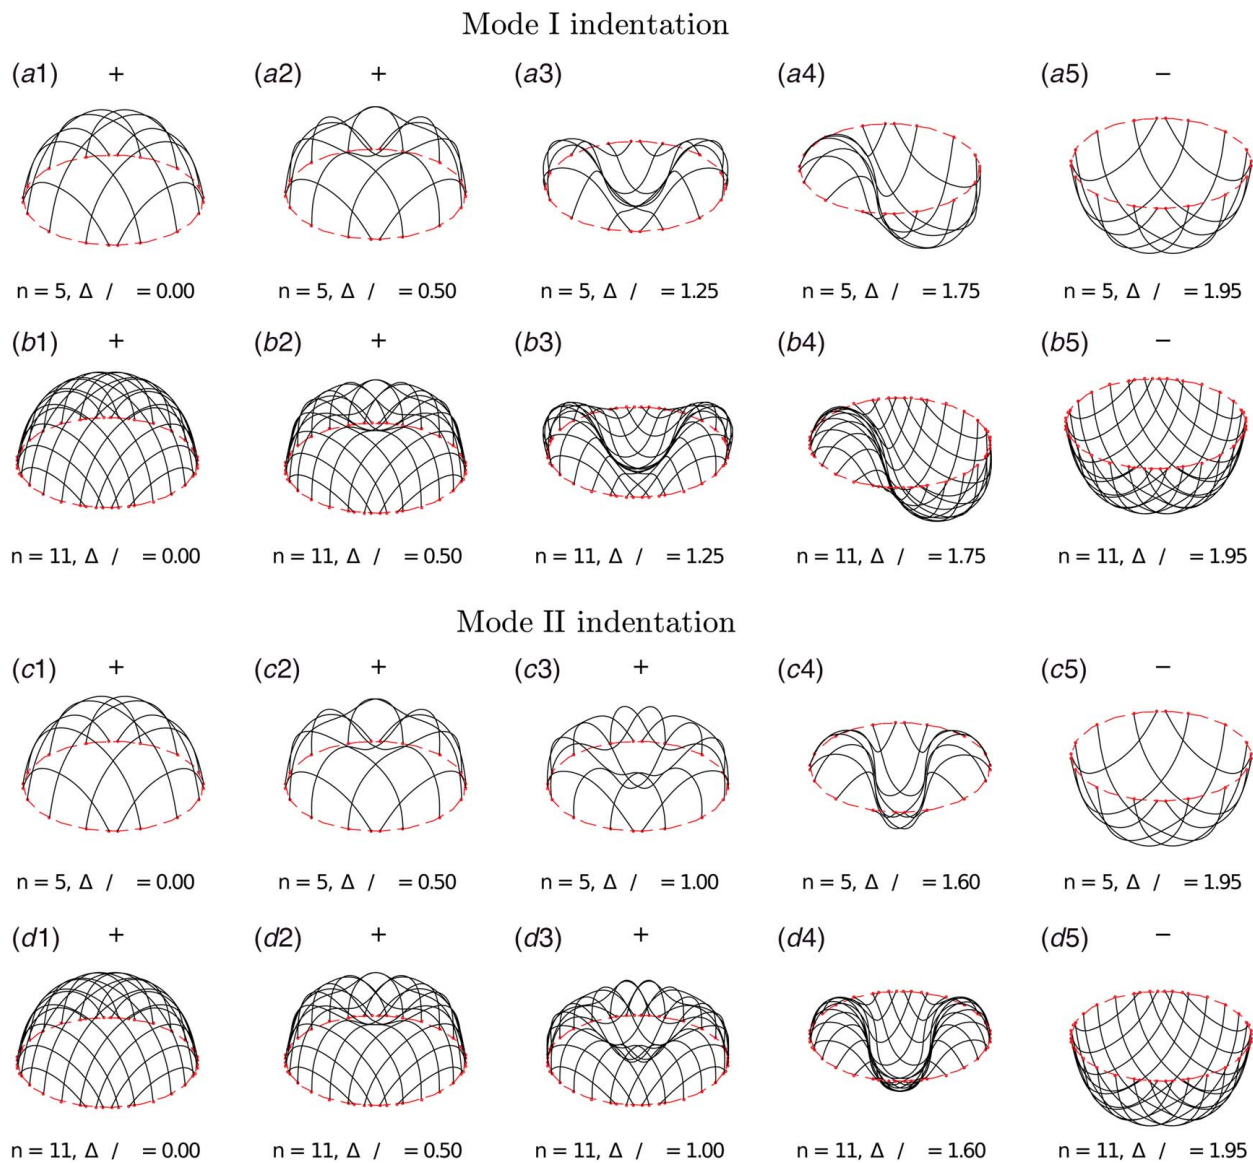 Mode I indentation
(a1) + (a2) + (a3) (a4) (a5) −
n = 5, Δ / = 0.00 n = 5, Δ / = 0.50 n = 5, Δ / = 1.25 n = 5, Δ / = 1.75 n = 5, Δ / = 1.95
(b1) + (b2) + (b3) (b4) (b5) −
n = 11, Δ / = 0.00 n = 11, Δ / = 0.50 n = 11, Δ / = 1.25 n = 11, Δ / = 1.75 n = 11, Δ / = 1.95
Mode II indentation
(c1) + (c2) + (c3) + (c4) (c5) −
n = 5, Δ / = 0.00 n = 5, Δ / = 0.50 n = 5, Δ / = 1.00 n = 5, Δ / = 1.60 n = 5, Δ / = 1.95
(d1) + (d2) + (d3) + (d4) (d5) −
n = 11, Δ / = 0.00 n = 11, Δ / = 0.50 n = 11, Δ / = 1.00 n = 11, Δ / = 1.60 n = 11, Δ / = 1.95